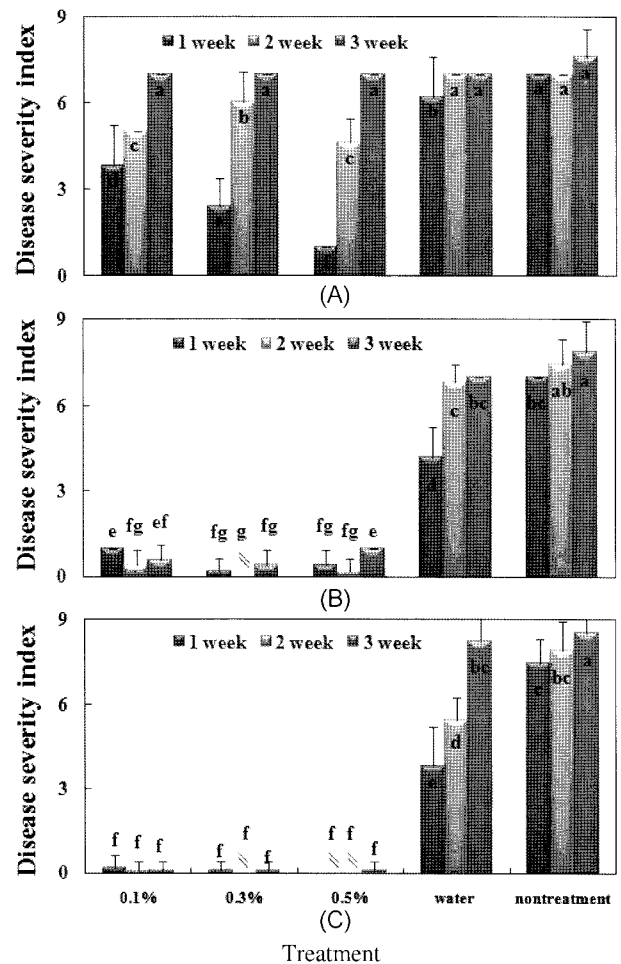 Disease severity index
9
6
3
0
1 week 2 week 3 week
c a
b a
c a
b a a
a a a
(A)
Disease severity index
9
6
3
0
1 week 2 week 3 week
e fg ef
fg g fg
fg fg e
d c bc
bc ab a
(B)
Disease severity index
9
6
3
0
1 week 2 week 3 week
f f f
f f f
f f f
e d bc
c bc a
0.1% 0.3% 0.5% water nontreatment
(C)
Treatment